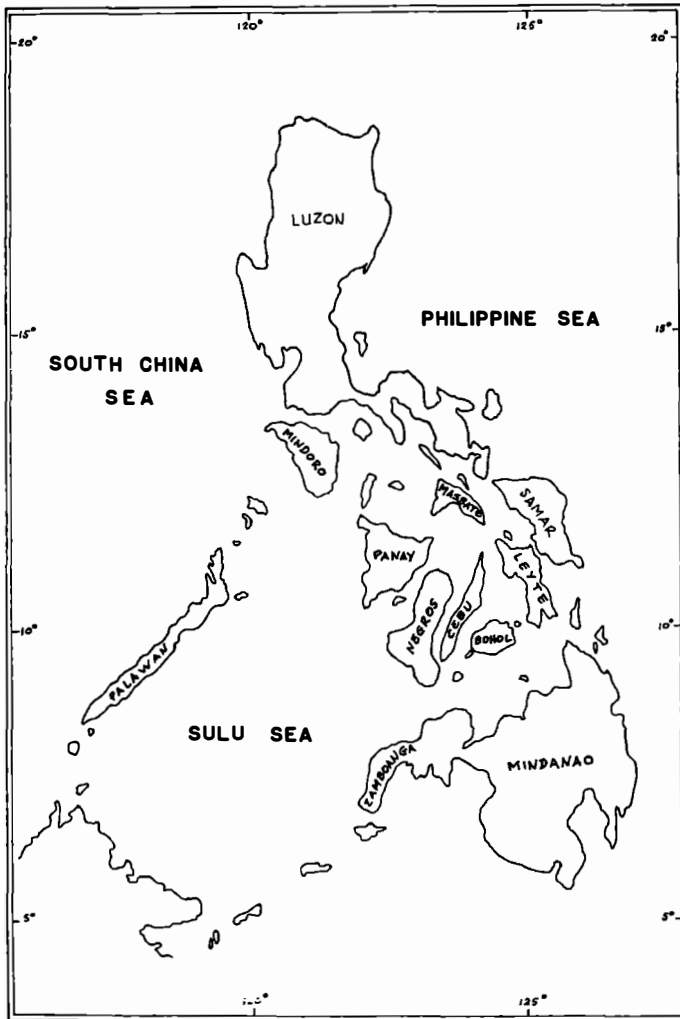 120°
125°
20°
20°
LUZON
15°
PHILIPPINE SEA
15°
SOUTH CHINA
SEA
MINDORO
MASBATE
SAMAR
PANAY
LEYTE
10°
NEGROS
CEBU
BOHOL
10°
PALAWAN
SULU SEA
ZAMBOANGA
MINDANAO
5°
5°
125°